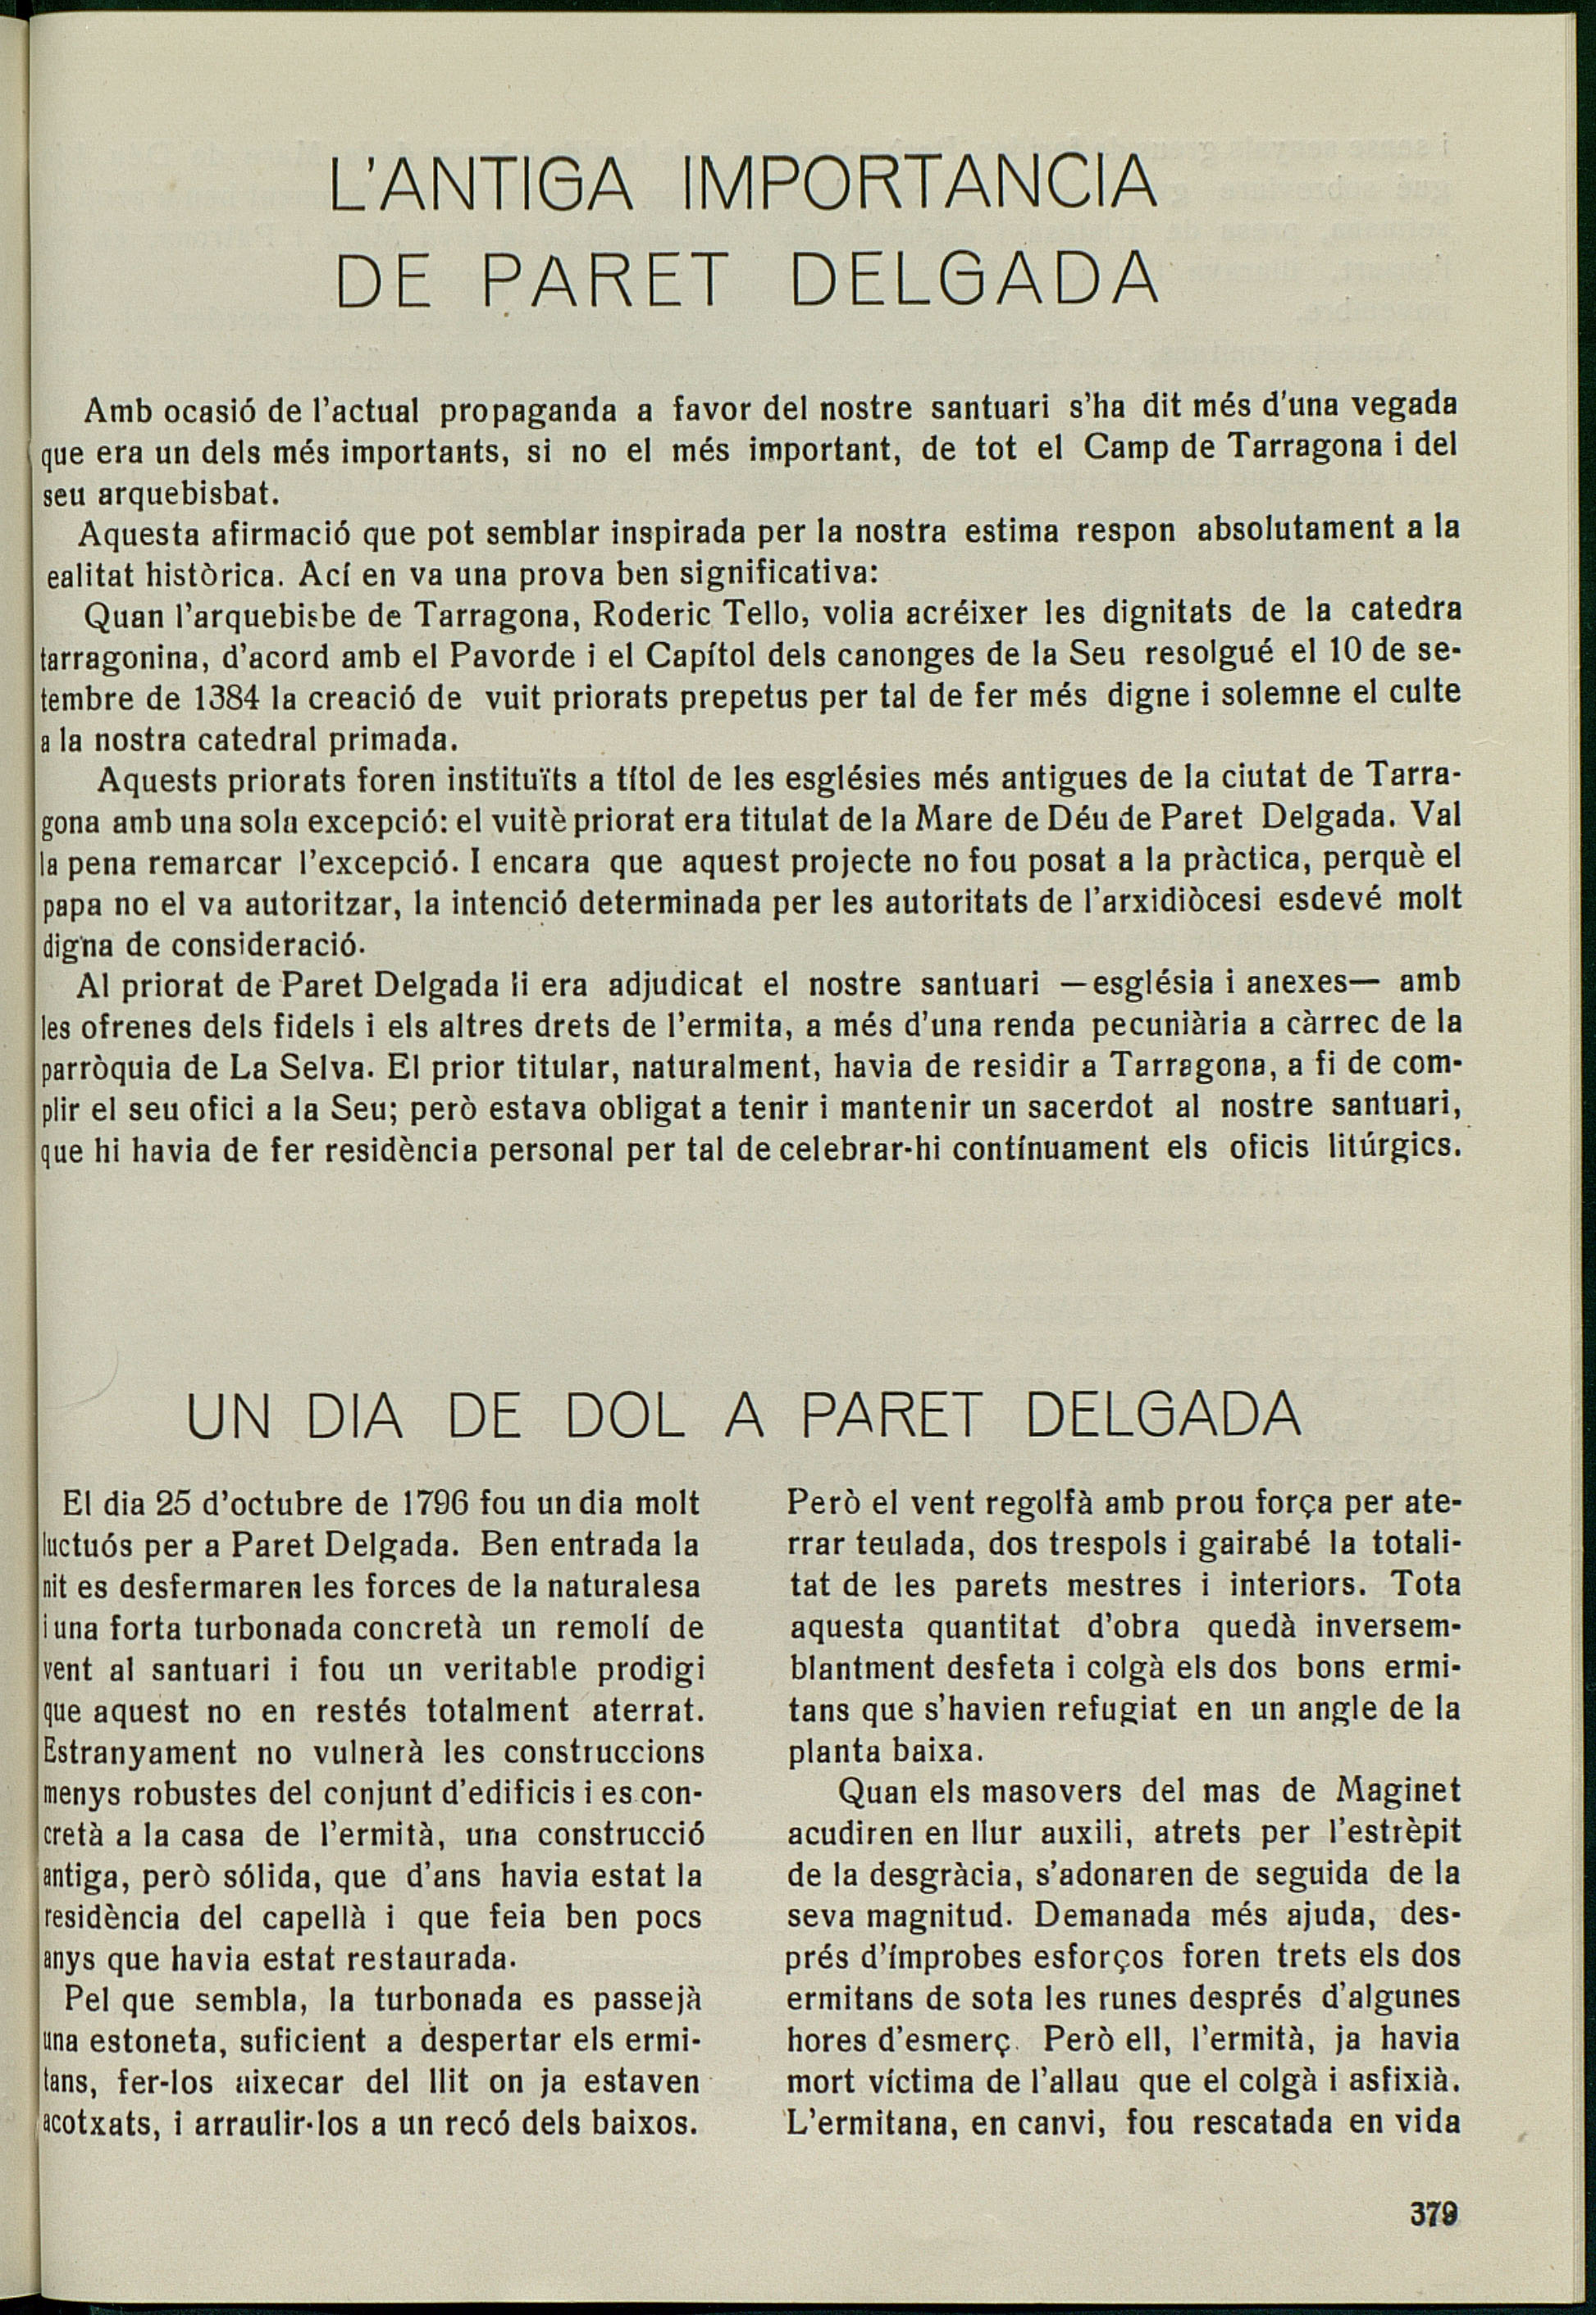 L'ANTIGA IMPORTANCIA
DE PARET DELGADA
Amb ocasió de l'actual propaganda a favor del nostre santuari s'ha dit més d'una vegada
que era un dels més importants, si no el més important, de tot el Camp de Tarragona i del
seu arquebisbat.
Aquesta afirmació que pot semblar inspirada per la nostra estima respon absolutament a la
ealitat històrica. Ací en va una prova ben significativa:
Quan l'arquebisbe de Tarragona, Roderic Tello, volia acréixer les dignitats de la catedra
tarragonina, d'acord amb el Pavorde i el Capítol dels canonges de la Seu resolgué el 10 de se-
tembre de 1384 la creació de vuit priorats prepetus per tal de fer més digne i solemne el culte
a la nostra catedral primada.
Aquests priorats foren instituïts a títol de les esglésies més antigues de la ciutat de Tarra-
gona amb una sola excepció: el vuitè priorat era titulat de la Mare de Déu de Paret Delgada. Val
la pena remarcar l'excepció. I encara que aquest projecte no fou posat a la pràctica, perquè el
papa no el va autoritzar, la intenció determinada per les autoritats de l'arxidiòcesi esdevé molt
digna de consideració.
Al priorat de Paret Delgada li era adjudicat el nostre santuari —església i anexes— amb
les ofrenes dels fidels i els altres drets de l'ermita, a més d'una renda pecuniària a càrrec de la
parròquia de La Selva. El prior titular, naturalment, havia de residir a Tarragona, a fi de com-
plir el seu ofici a la Seu; però estava obligat a tenir i mantenir un sacerdot al nostre santuari,
que hi havia de fer residència personal per tal de celebrar-hi contínuament els oficis litúrgics.
UN DIA DE DOL A PARET DELGADA
El dia 25 d'octubre de 1796 fou un dia molt
luctuós per a Paret Delgada. Ben entrada la
nit es desfermaren les forces de la naturalesa
i una forta turbonada concretà un remolí de
vent al santuari i fou un veritable prodigi
que aquest no en restés totalment aterrat.
Estranyament no vulnerà les construccions
menys robustes del conjunt d'edificis i es con-
cretà a la casa de l'ermità, una construcció
antiga, però sólida, que d'ans havia estat la
residència del capellà i que feia ben pocs
anys que havia estat restaurada.
Pel que sembla, la turbonada es passejà
una estoneta, suficient a despertar els ermi-
tans, fer-los aixecar del llit on ja estaven
acotxats, i arraulir-los a un recó dels baixos.
Però el vent regolfà amb prou força per ate-
rrar teulada, dos trespols i gairabé la totali-
tat de les parets mestres i interiors. Tota
aquesta quantitat d'obra quedà inversem-
blantment desfeta i colgà els dos bons ermi-
tans que s'havien refugiat en un angle de la
planta baixa.
Quan els masovers del mas de Maginet
acudiren en llur auxili, atrets per l'estrèpit
de la desgràcia, s'adonaren de seguida de la
seva magnitud. Demanada més ajuda, des-
prés d'ímprobes esforços foren trets els dos
ermitans de sota les runes després d'algunes
hores d'esmerç. Però ell, l'ermità, ja havia
mort víctima de l'allau que el colgà i asfixià.
L'ermitana, en canvi, fou rescatada en vida
379